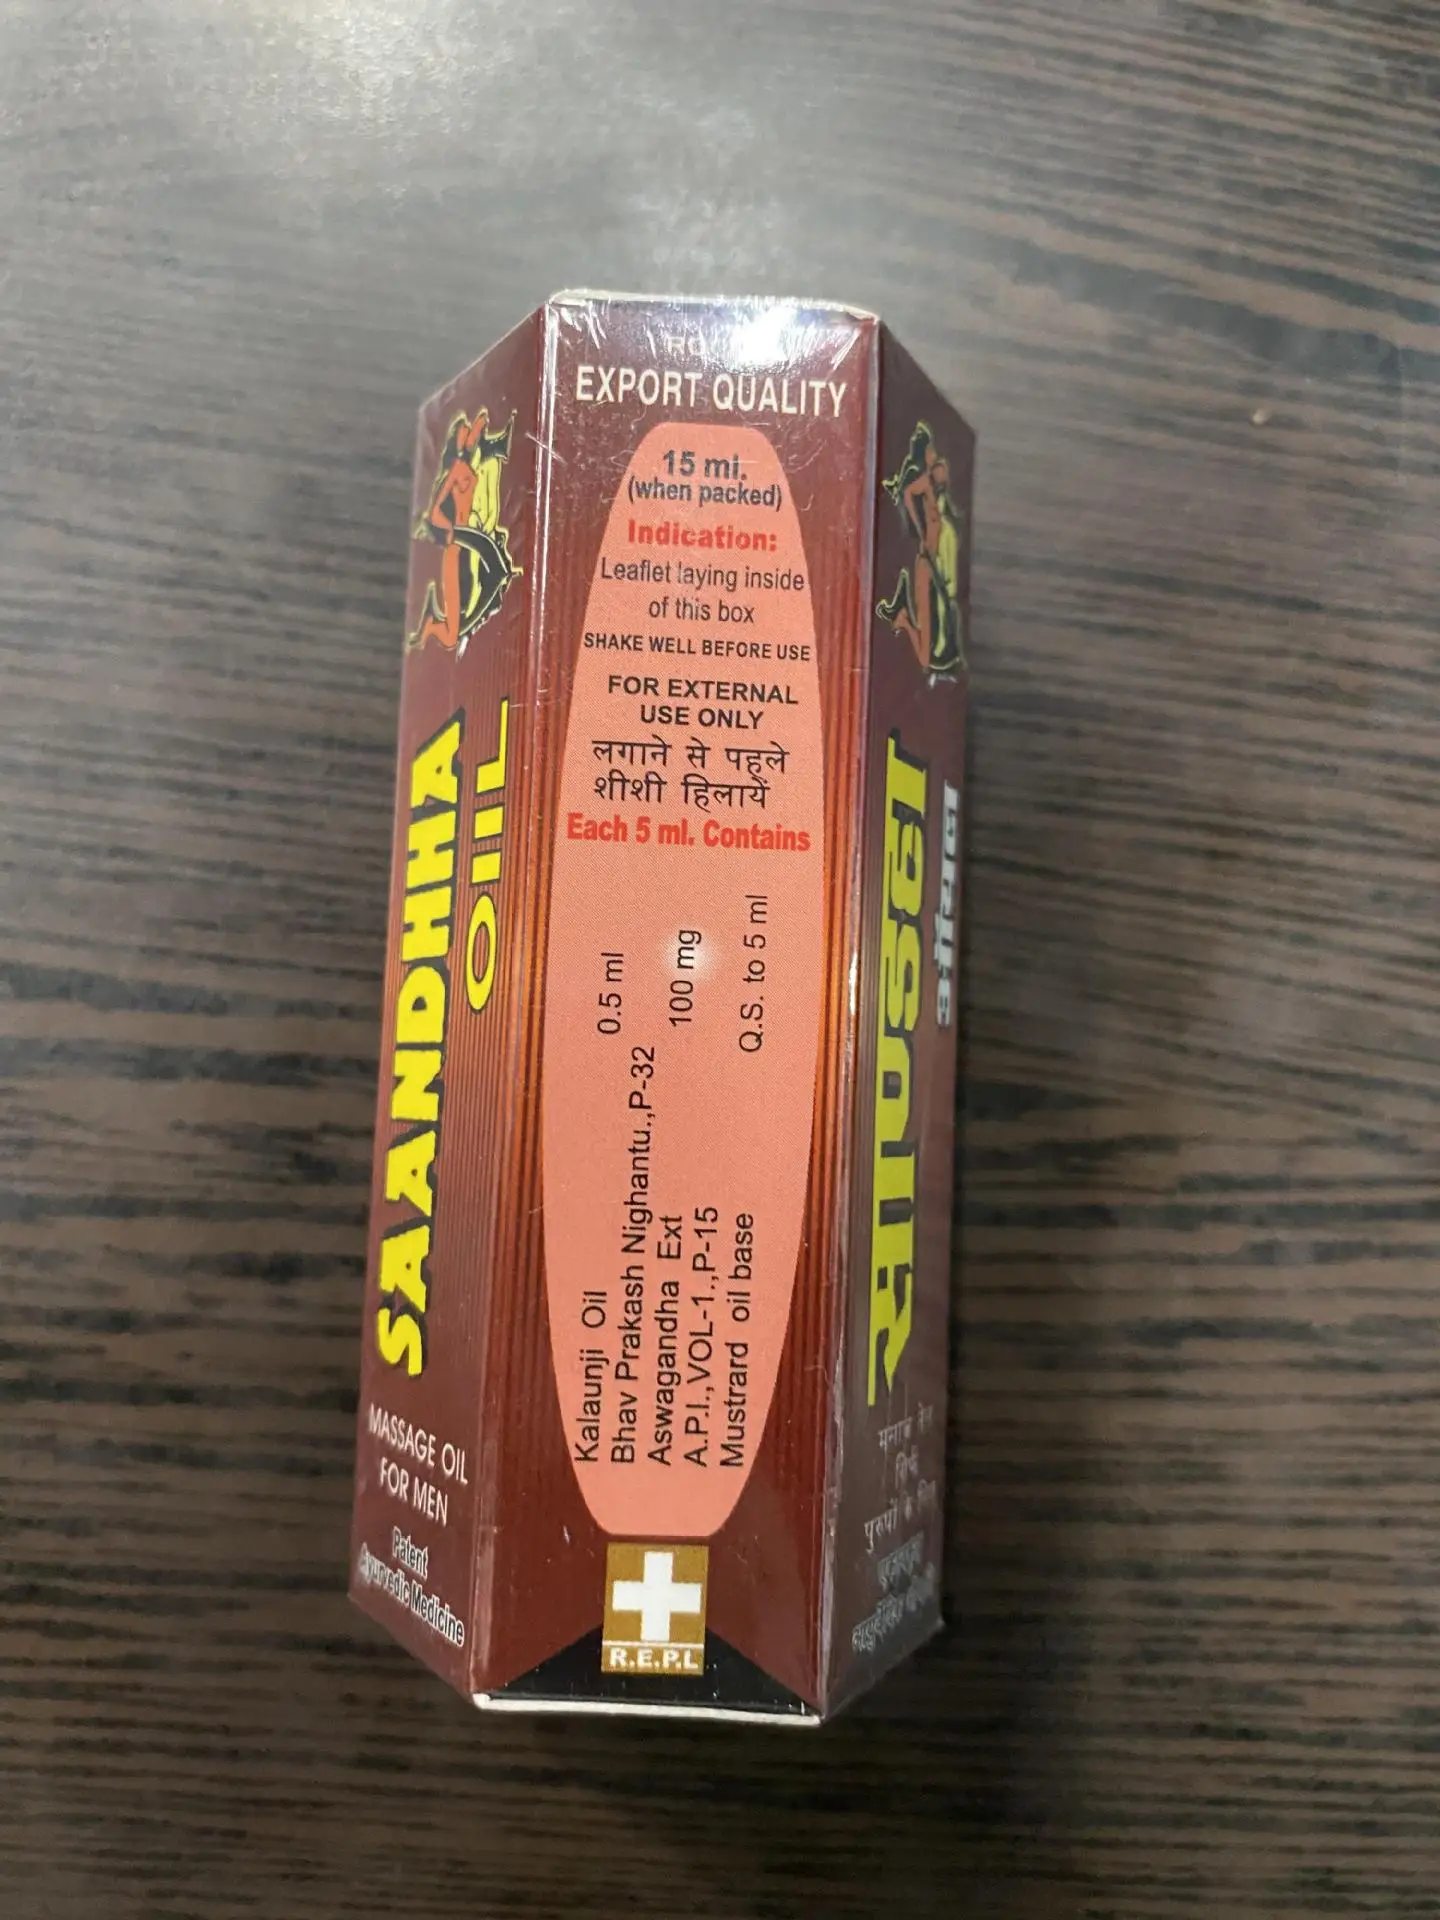 EXPORT QUALITY
15 ml.
(when packed)
Indication:
Leaflet laying inside
of this box
SHAKE WELL BEFORE USE
FOR EXTERNAL
USE ONLY
लगाने से पहले
शीशी हिलायें
Each 5 ml. Contains
Kalaunji Oil 0.5 ml
Bhav Prakash Nighantu.,P-32
Aswagandha Ext 100 mg
A.P.I.,VOL-1.,P-15
Mustrard oil base Q.S. to 5 ml
R.E.P.L
SAANDHHA
OIL
MASSAGE OIL
FOR MEN
Patent
Ayurvedic Medicine
पुरुषों के लिए